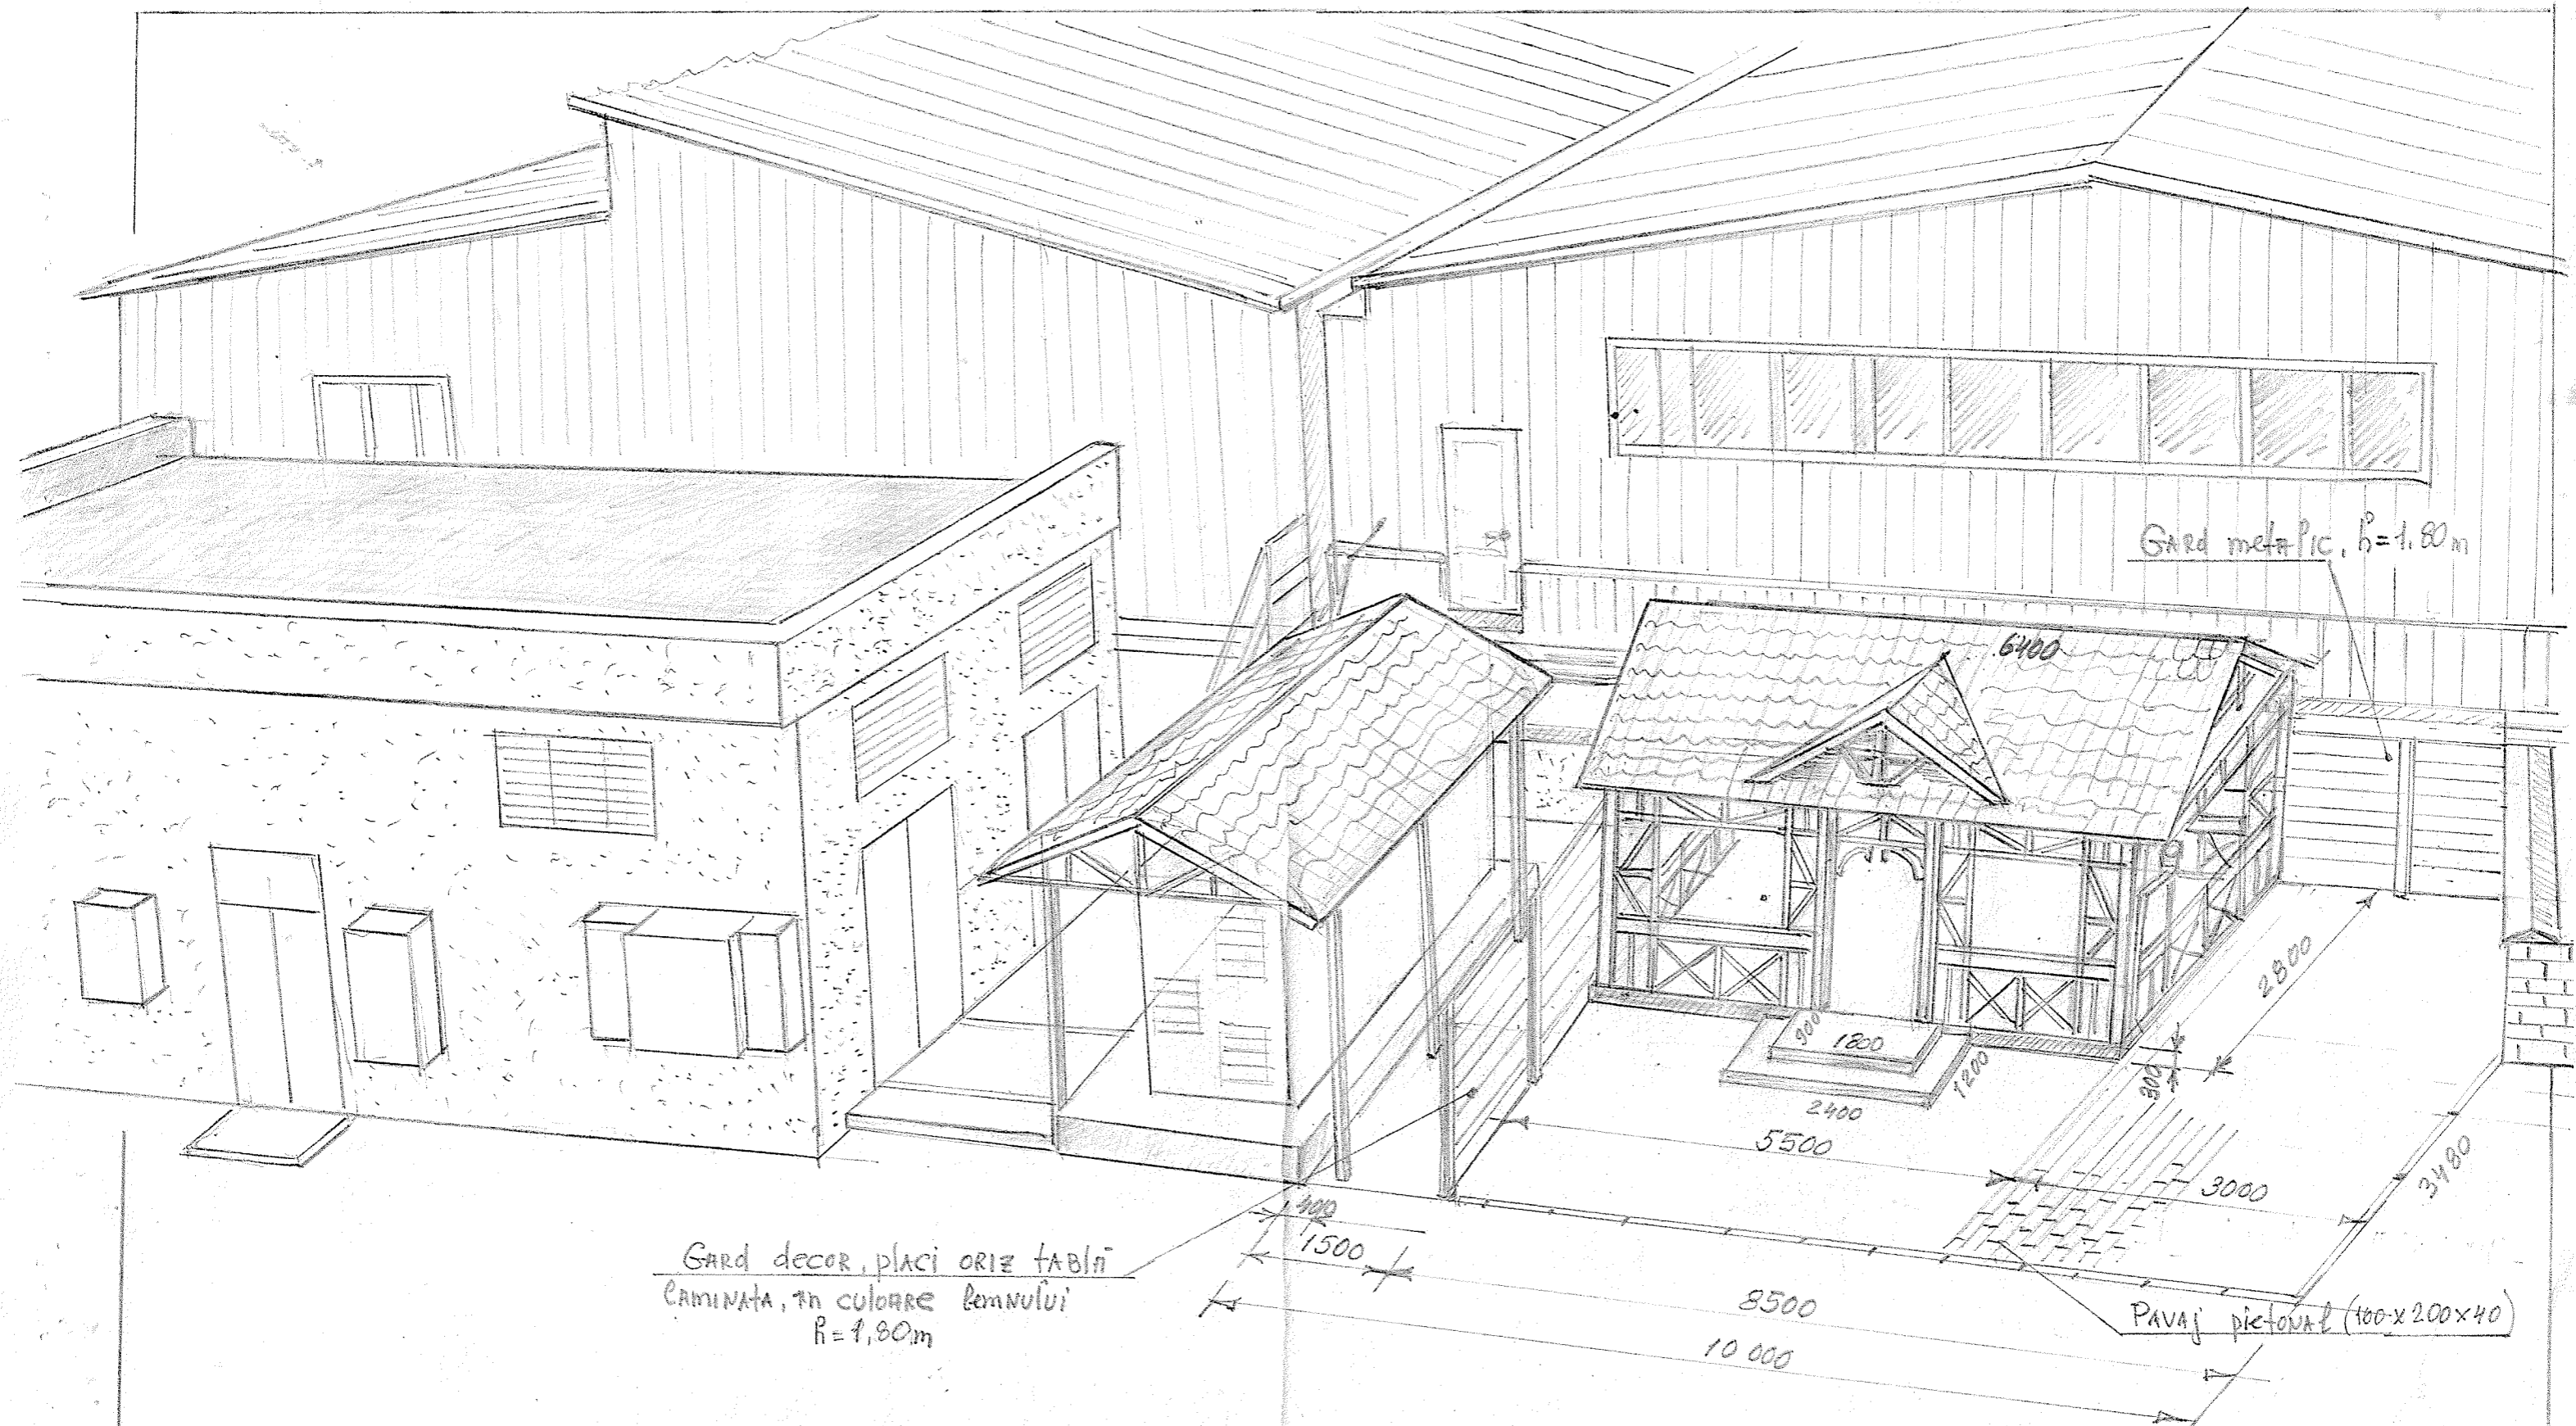 Gard metalic, h=1.80m
6400
2800
900
1800
300
1200
2400
5500
3000
3480
400
1500
Gard decor, placi oriz tablă
laminata, în culoare lemnului
h=1,80m
8500
Pavaj pietonal (100x200x40)
10 000